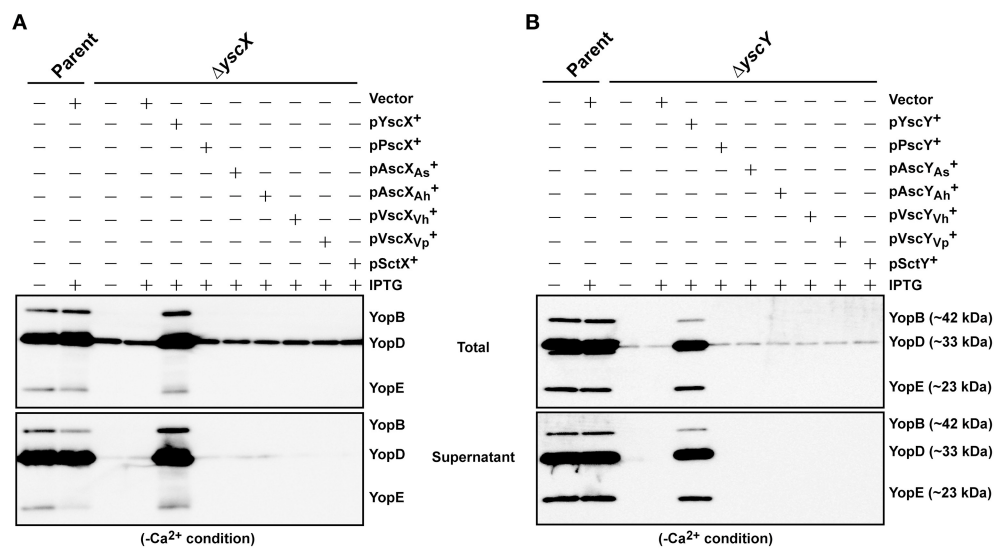 A
Parent
ΔyscX
– + – – – – – – – – – – Vector
– – – – + – – – – – – – pYscX+
– – – – – + – – – – – – pPscX+
– – – – – – + – – – – – pAscXAs+
– – – – – – – + – – – – pAscXAh+
– – – – – – – – + – – – pVscXVh+
– – – – – – – – – + – – pVscXVp+
– – – – – – – – – – + pSctX+
– + – + + + + + + + + IPTG
YopB
YopD
YopE
Total
YopB
YopD
YopE
Supernatant
(-Ca2+ condition)
B
Parent
ΔyscY
Vector
pYscY+
pPscY+
pAscYAs+
pAscYAh+
pVscYVh+
pVscYVp+
pSctY+
IPTG
YopB (~42 kDa)
YopD (~33 kDa)
YopE (~23 kDa)
YopB (~42 kDa)
YopD (~33 kDa)
YopE (~23 kDa)
(-Ca2+ condition)